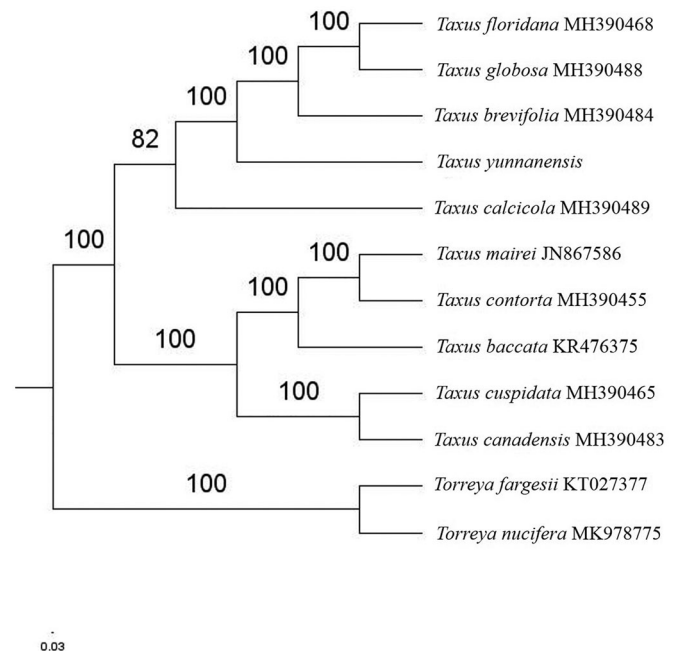 100
Taxus floridana MH390468
100
Taxus globosa MH390488
100
Taxus brevifolia MH390484
82
Taxus yunnanensis
Taxus calcicola MH390489
100
100
Taxus mairei JN867586
100
Taxus contorta MH390455
100
Taxus baccata KR476375
100
Taxus cuspidata MH390465
Taxus canadensis MH390483
100
Torreya fargesii KT027377
Torreya nucifera MK978775
0.03